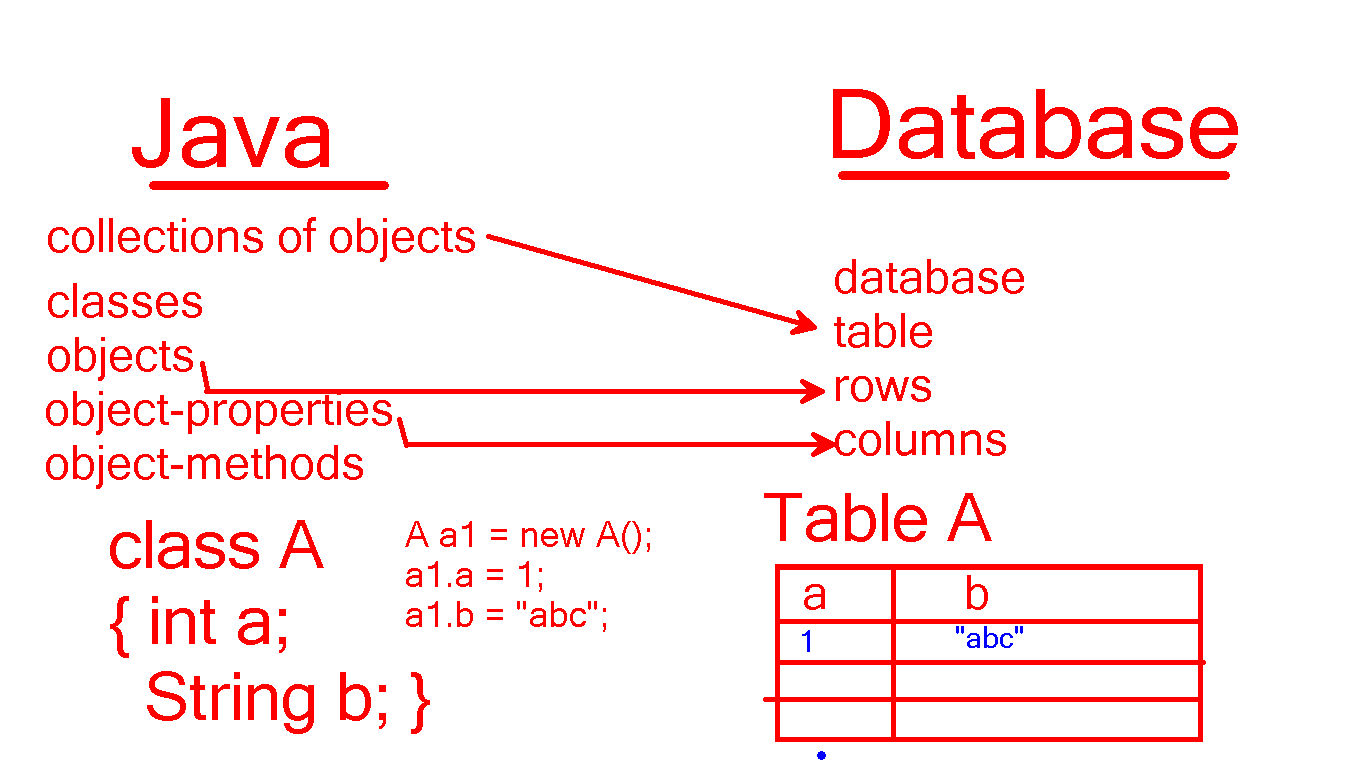 Java
collections of objects
classes
objects
object-properties
object-methods
class A
{ int a;
String b; }
A a1 = new A();
a1.a = 1;
a1.b = "abc";
Database
database
table
rows
columns
Table A
a b
1 "abc"